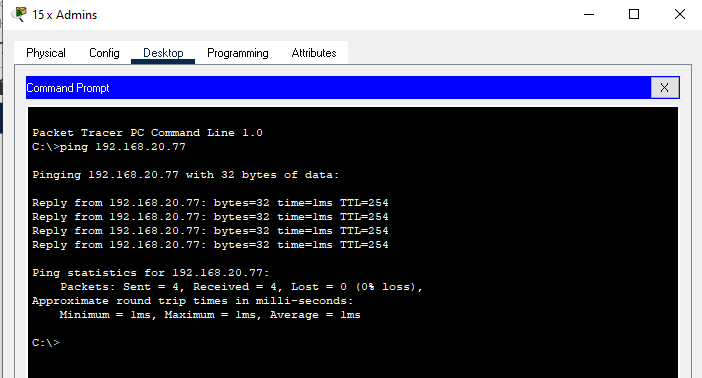 15 x Admins
Physical Config Desktop Programming Attributes
Command Prompt X
Packet Tracer PC Command Line 1.0
C:\>ping 192.168.20.77
Pinging 192.168.20.77 with 32 bytes of data:
Reply from 192.168.20.77: bytes=32 time=1ms TTL=254
Reply from 192.168.20.77: bytes=32 time=1ms TTL=254
Reply from 192.168.20.77: bytes=32 time=1ms TTL=254
Reply from 192.168.20.77: bytes=32 time=1ms TTL=254
Ping statistics for 192.168.20.77:
Packets: Sent = 4, Received = 4, Lost = 0 (0% loss),
Approximate round trip times in milli-seconds:
Minimum = 1ms, Maximum = 1ms, Average = 1ms
C:\>